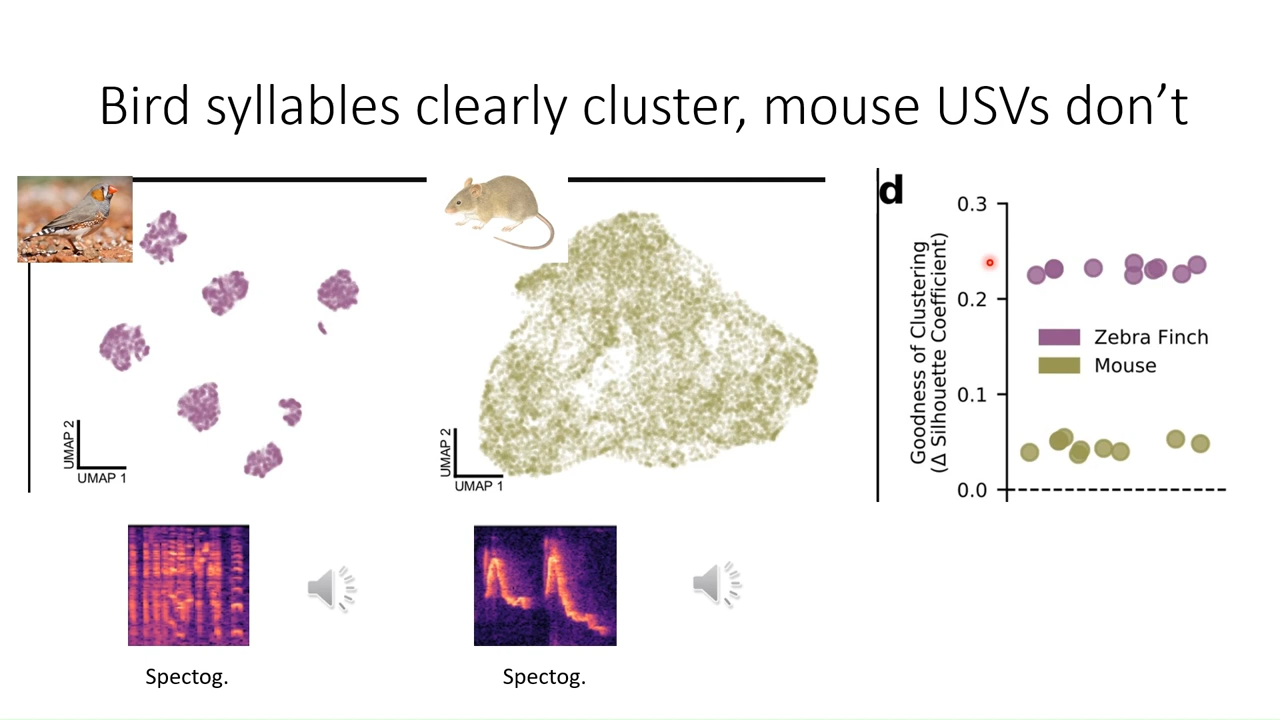 Bird syllables clearly cluster, mouse USVs don’t
UMAP 2
UMAP 1
UMAP 2
UMAP 1
d
Goodness of Clustering
(Δ Silhouette Coefficient)
0.3
0.2
0.1
0.0
Zebra Finch
Mouse
Spectog.
Spectog.